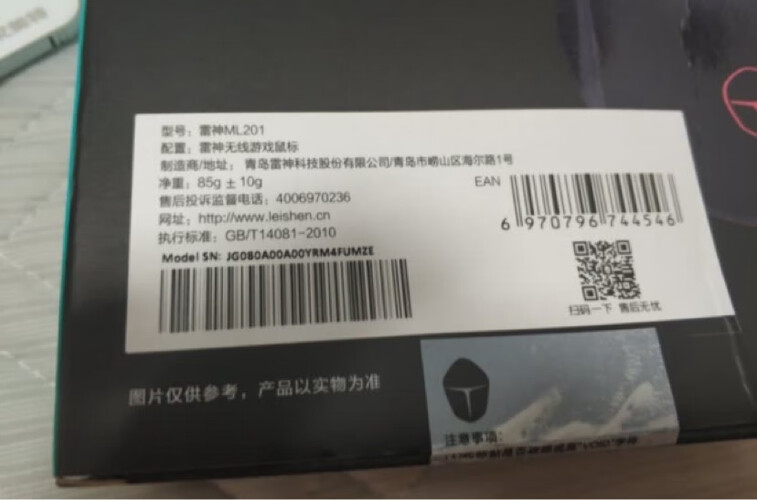 型号：雷神ML201
配置：雷神无线游戏鼠标
制造商/地址：青岛雷神科技股份有限公司/青岛市崂山区海尔路1号
净重：85g ± 10g
售后投诉监督电话：4006970236
网址：http://www.leishen.cn
执行标准：GB/T14081-2010
Model SN: JG0B0A00A00YRM4FUMZE
EAN
6 970796 744546
扫码一下 售后无忧
图片仅供参考，产品以实物为准
注意事项：